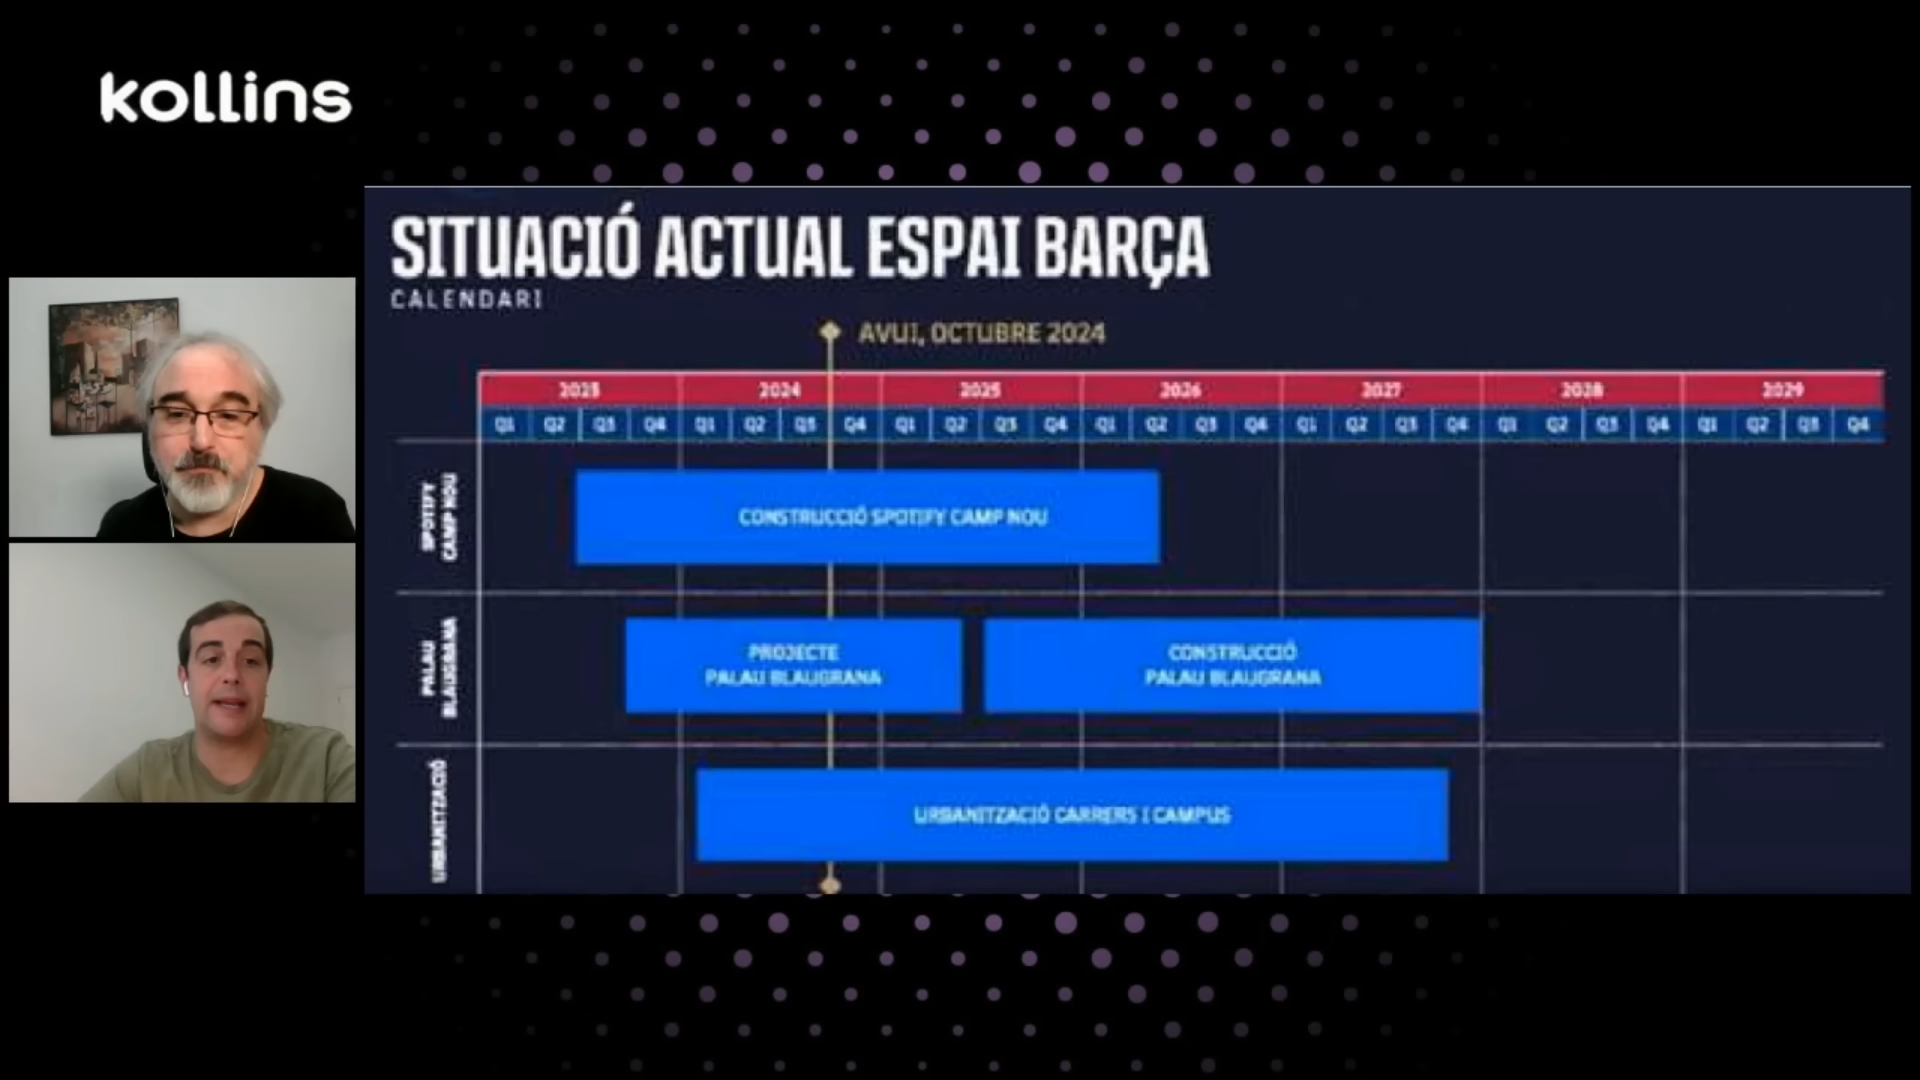 kollins
SITUACIÓ ACTUAL ESPAI BARÇA
CALENDARI
AVUI, OCTUBRE 2024
2023 2024 2025 2026 2027 2028 2029
Q1 Q2 Q3 Q4 Q1 Q2 Q3 Q4 Q1 Q2 Q3 Q4 Q1 Q2 Q3 Q4 Q1 Q2 Q3 Q4 Q1 Q2 Q3 Q4 Q1 Q2 Q3 Q4
SPOTIFY
CAMP NOU
CONSTRUCCIÓ SPOTIFY CAMP NOU
PALAU
BLAUGRANA
PROJECTE
PALAU BLAUGRANA
CONSTRUCCIÓ
PALAU BLAUGRANA
URBANITZACIÓ
URBANITZACIÓ CARRERS I CAMPUS